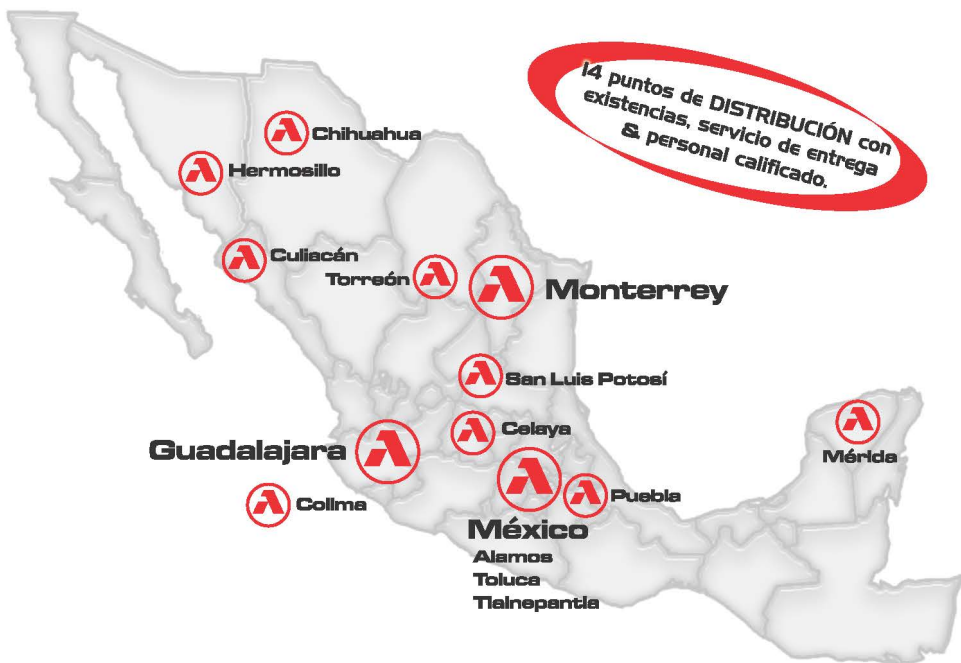 14 puntos de DISTRIBUCIÓN con
existencias, servicio de entrega
& personal calificado.
Chihuahua
Hermosillo
Culiacán
Torreón
Monterrey
San Luis Potosí
Celaya
Guadalajara
Mérida
Colima
Puebla
México
Alamos
Toluca
Tlalnepantla